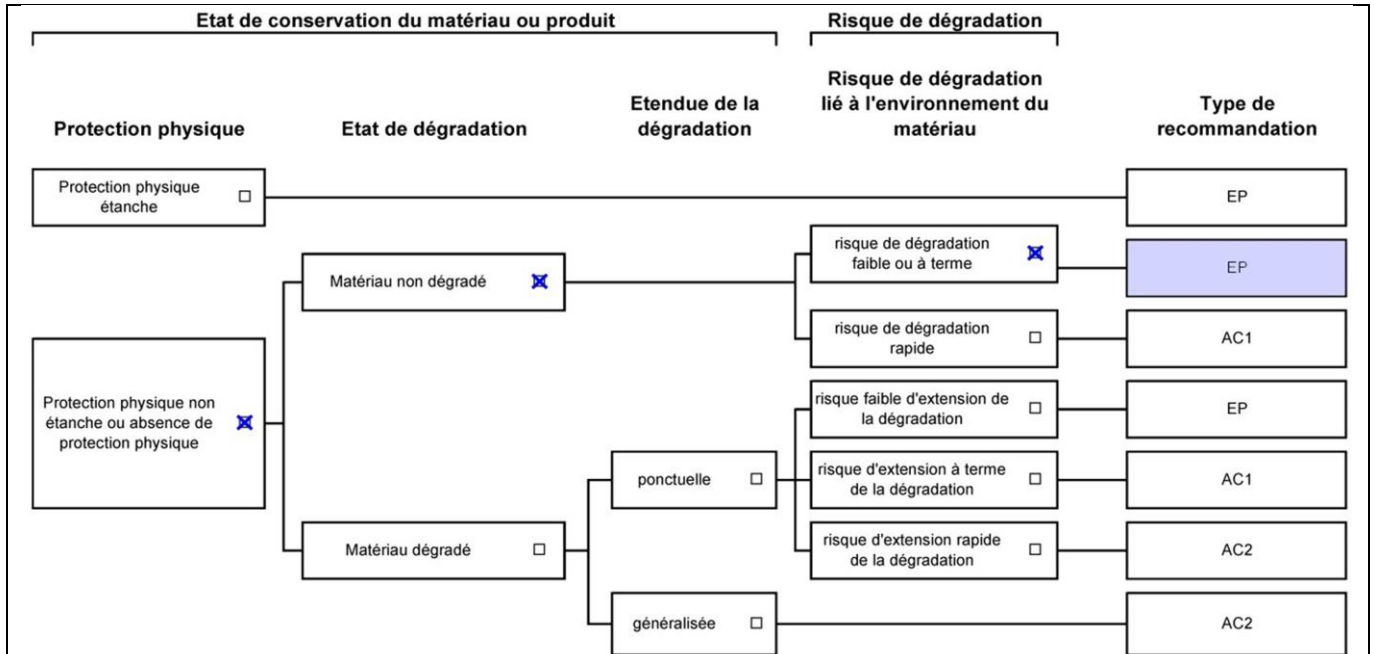 Etat de conservation du matériau ou produit
Risque de dégradation
Protection physique
Etat de dégradation
Etendue de la
dégradation
Risque de dégradation
lié à l'environnement du
matériau
Type de
recommandation
Protection physique
étanche
EP
Matériau non dégradé
risque de dégradation
faible ou à terme
EP
risque de dégradation
rapide
AC1
Protection physique non
étanche ou absence de
protection physique
risque faible d'extension de
la dégradation
EP
ponctuelle
risque d'extension à terme
de la dégradation
AC1
Matériau dégradé
risque d'extension rapide
de la dégradation
AC2
généralisée
AC2